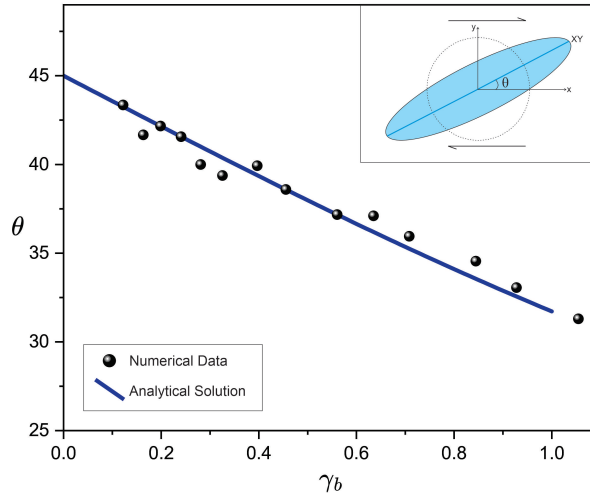 45
40
35
30
25
θ
0.0 0.2 0.4 0.6 0.8 1.0
γb
Numerical Data
Analytical Solution
y
XY
θ
x